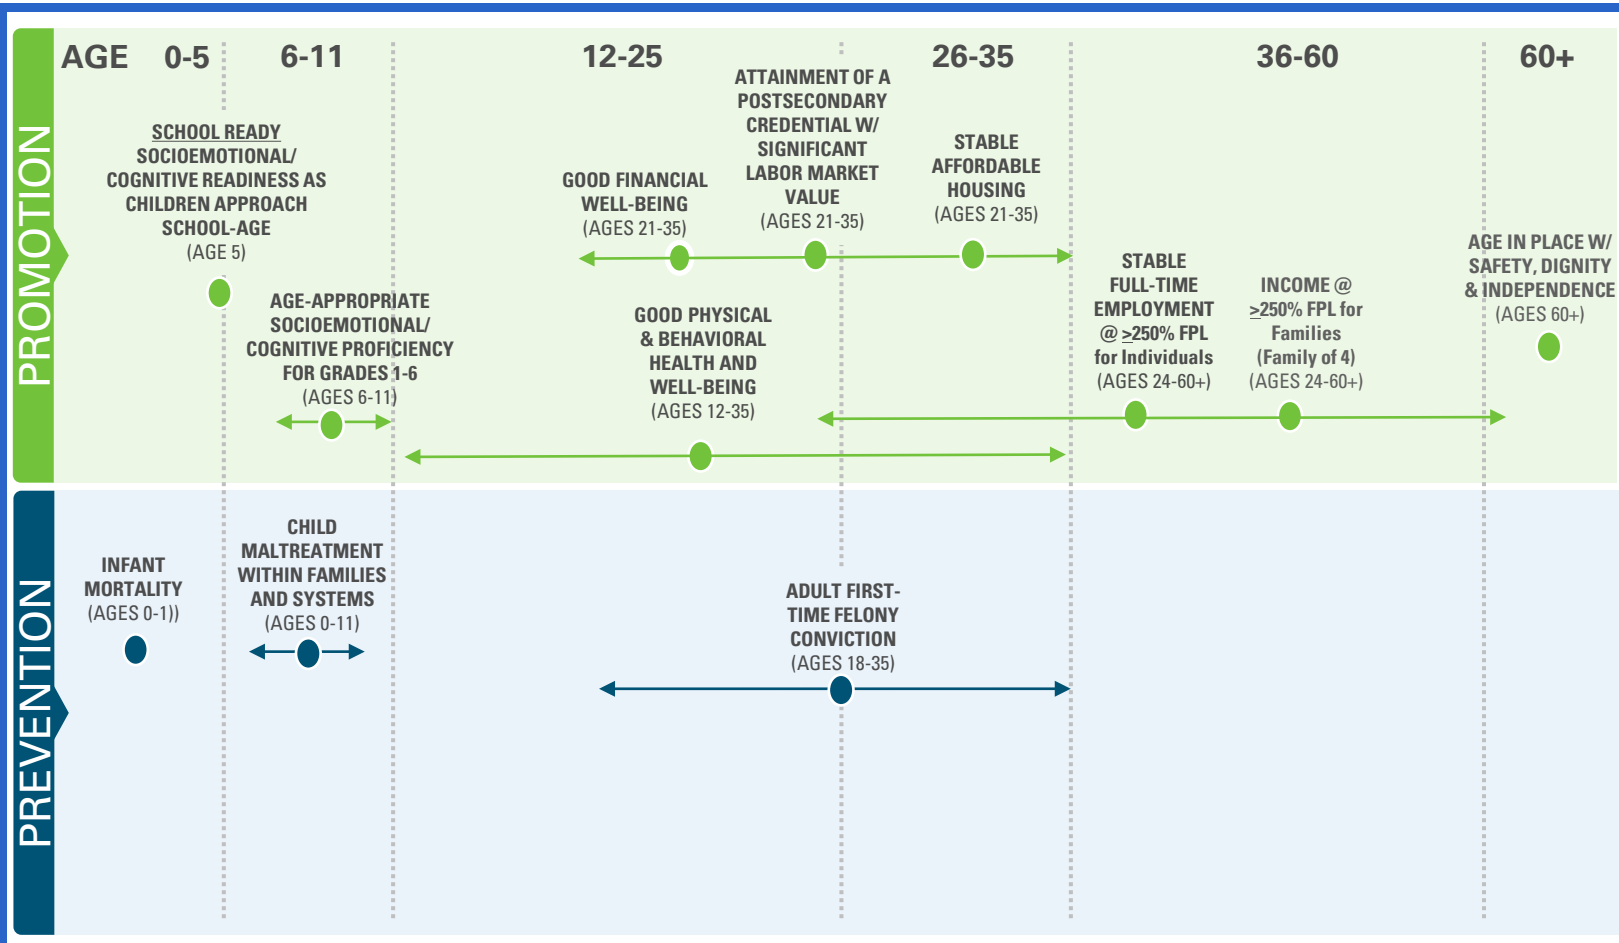 AGE 0-5 6-11 12-25 26-35 36-60 60+
PROMOTION
SCHOOL READY
SOCIOEMOTIONAL/
COGNITIVE READINESS AS
CHILDREN APPROACH
SCHOOL-AGE
(AGE 5)
AGE-APPROPRIATE
SOCIOEMOTIONAL/
COGNITIVE PROFICIENCY
FOR GRADES 1-6
(AGES 6-11)
GOOD FINANCIAL
WELL-BEING
(AGES 21-35)
ATTAINMENT OF A
POSTSECONDARY
CREDENTIAL W/
SIGNIFICANT
LABOR MARKET
VALUE
(AGES 21-35)
STABLE
AFFORDABLE
HOUSING
(AGES 21-35)
GOOD PHYSICAL
& BEHAVIORAL
HEALTH AND
WELL-BEING
(AGES 12-35)
STABLE
FULL-TIME
EMPLOYMENT
@ ≥250% FPL
for Individuals
(AGES 24-60+)
INCOME @
≥250% FPL for
Families
(Family of 4)
(AGES 24-60+)
AGE IN PLACE W/
SAFETY, DIGNITY
& INDEPENDENCE
(AGES 60+)
PREVENTION
INFANT
MORTALITY
(AGES 0-1))
CHILD
MALTREATMENT
WITHIN FAMILIES
AND SYSTEMS
(AGES 0-11)
ADULT FIRST-
TIME FELONY
CONVICTION
(AGES 18-35)